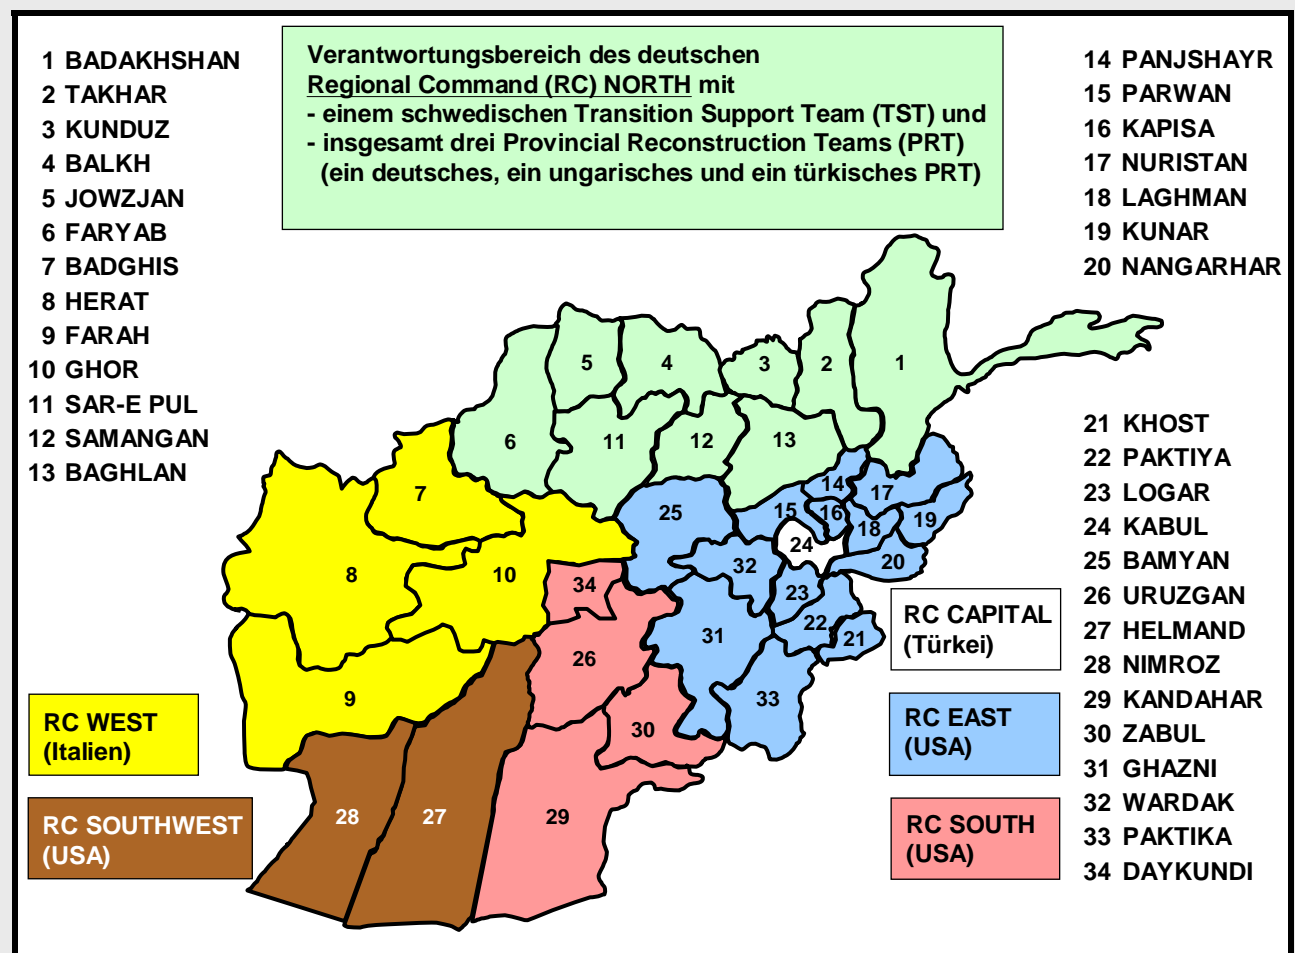 1 BADAKHSHAN
2 TAKHAR
3 KUNDUZ
4 BALKH
5 JOWZJAN
6 FARYAB
7 BADGHIS
8 HERAT
9 FARAH
10 GHOR
11 SAR-E PUL
12 SAMANGAN
13 BAGHLAN
Verantwortungsbereich des deutschen
Regional Command (RC) NORTH mit
- einem schwedischen Transition Support Team (TST) und
- insgesamt drei Provincial Reconstruction Teams (PRT)
(ein deutsches, ein ungarisches und ein türkisches PRT)
14 PANJSHAYR
15 PARWAN
16 KAPISA
17 NURISTAN
18 LAGHMAN
19 KUNAR
20 NANGARHAR
21 KHOST
22 PAKTIYA
23 LOGAR
24 KABUL
25 BAMYAN
26 URUZGAN
27 HELMAND
28 NIMROZ
29 KANDAHAR
30 ZABUL
31 GHAZNI
32 WARDAK
33 PAKTIKA
34 DAYKUNDI
5
4
3
2
1
6
11
12
13
7
25
14
17
15
16
18
19
24
20
8
10
34
32
23
22
21
31
26
9
33
30
28
27
29
RC WEST
(Italien)
RC SOUTHWEST
(USA)
RC CAPITAL
(Türkei)
RC EAST
(USA)
RC SOUTH
(USA)